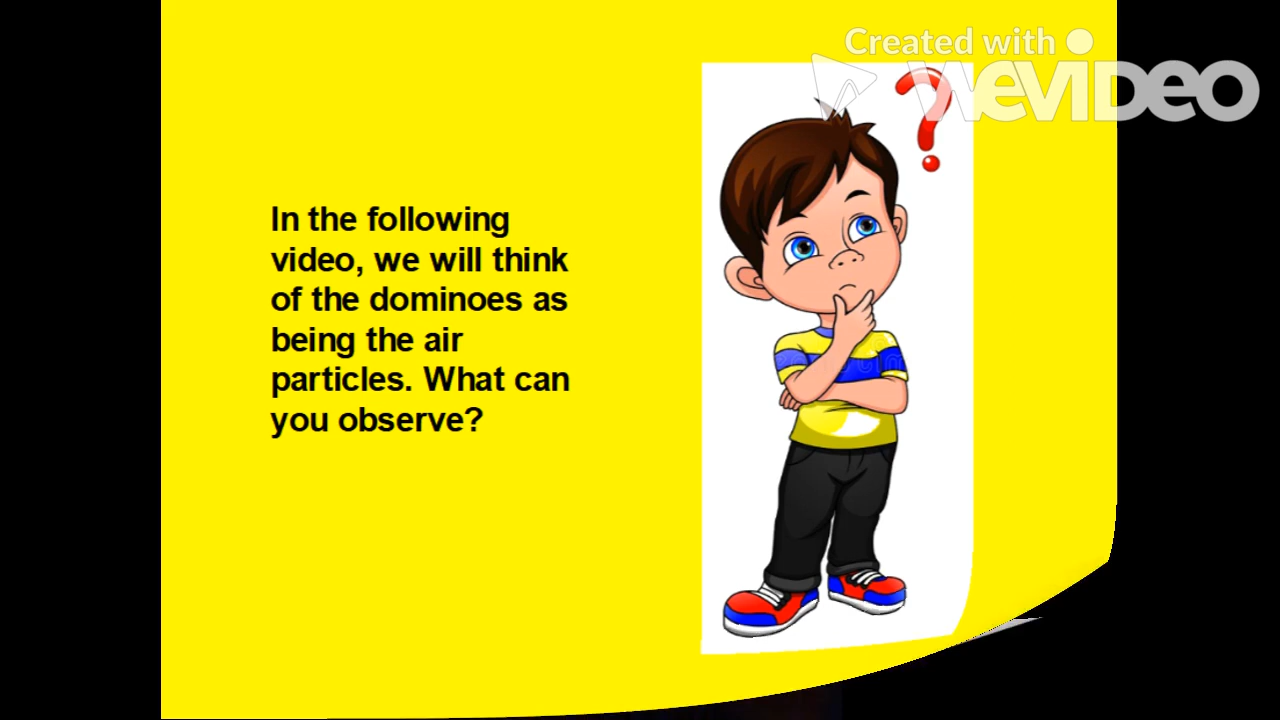 Created with
WEVIDEO
In the following
video, we will think
of the dominoes as
being the air
particles. What can
you observe?
?